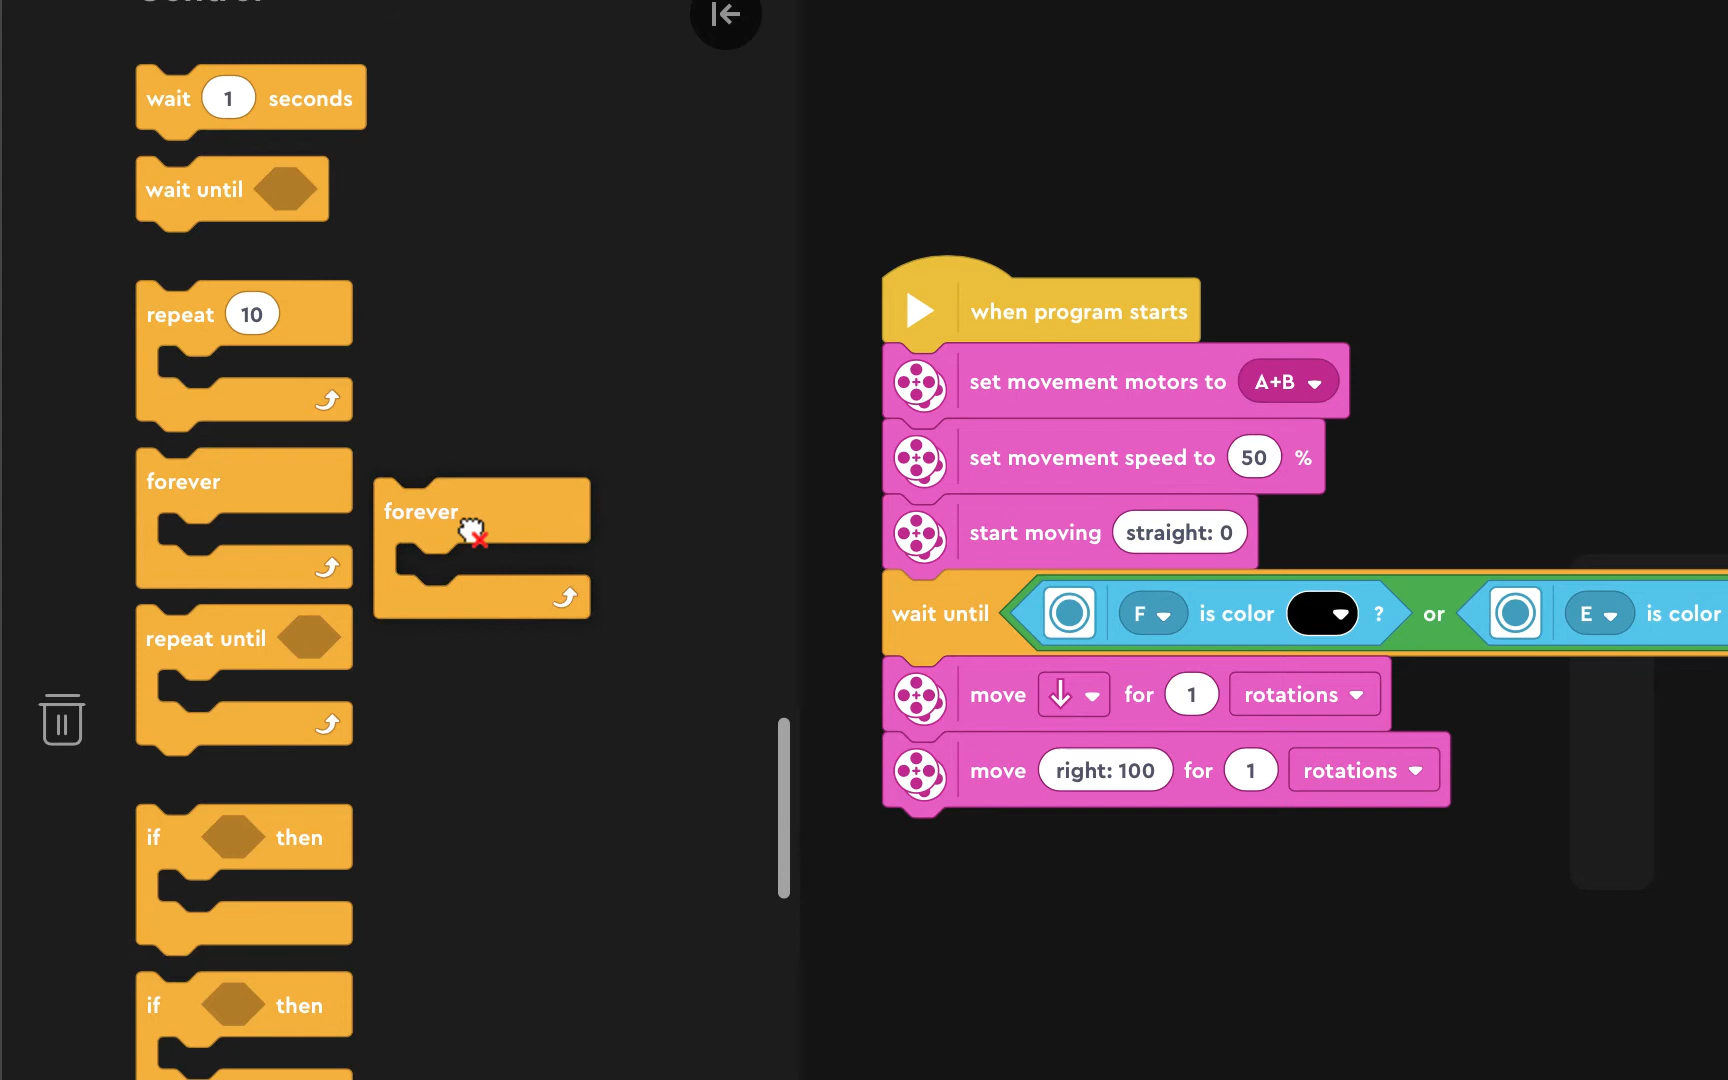 wait 1 seconds
wait until
repeat 10
forever
repeat until
if then
if then
forever
when program starts
set movement motors to A+B
set movement speed to 50 %
start moving straight: 0
wait until F is color ? or E is color
move for 1 rotations
move right: 100 for 1 rotations